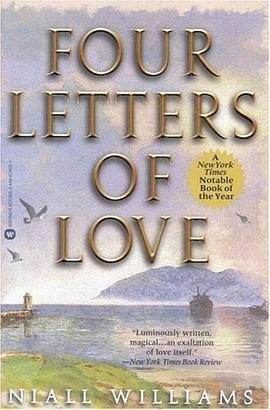 FOUR
LETTERS
OF
LOVE
A
New York
Times
Notable
Book of
the Year
"Luminously written,
magical...an exaltation
of love itself."
—New York Times Book Review
NIALL WILLIAMS